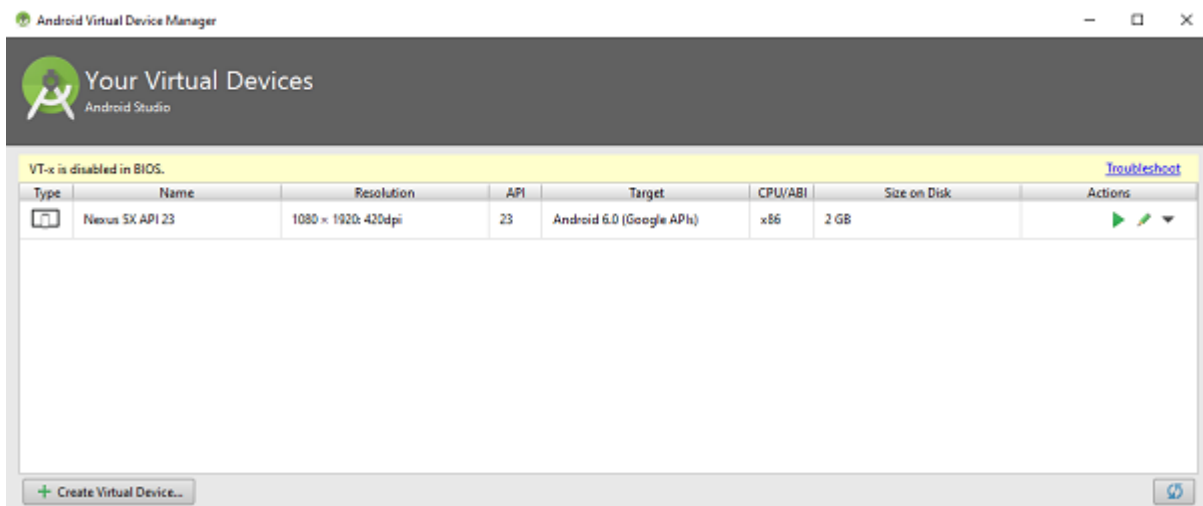 Android Virtual Device Manager
Your Virtual Devices
Android Studio
VT-x is disabled in BIOS. Troubleshoot
Type Name Resolution API Target CPU/ABI Size on Disk Actions
Nexus 5X API 23 1080 × 1920: 420dpi 23 Android 6.0 (Google APIs) x86 2 GB
Create Virtual Device...